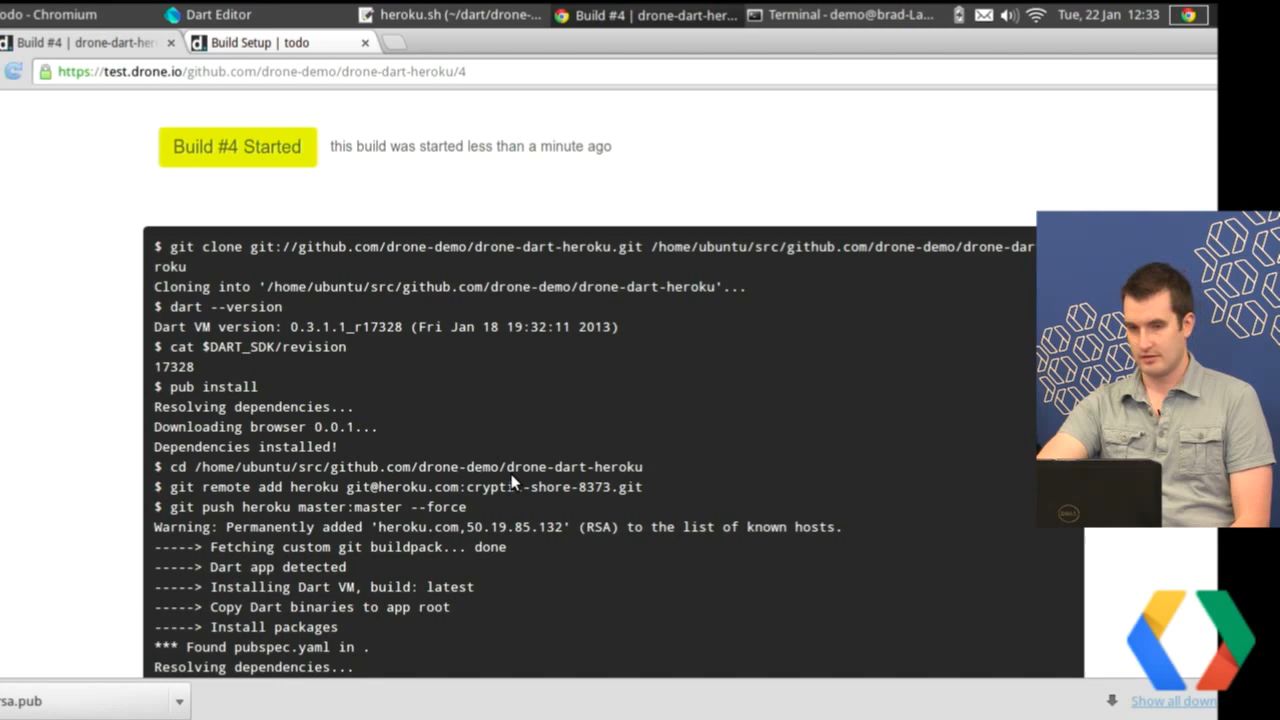 odo - Chromium
Dart Editor
heroku.sh (~/dart/drone-...
Build #4 | drone-dart-her...
Terminal - demo@brad-La...
Tue, 22 Jan 12:33
Build #4 | drone-dart-her
Build Setup | todo
https://test.drone.io/github.com/drone-demo/drone-dart-heroku/4
Build #4 Started
this build was started less than a minute ago
$ git clone git://github.com/drone-demo/drone-dart-heroku.git /home/ubuntu/src/github.com/drone-demo/drone-dar
roku
Cloning into '/home/ubuntu/src/github.com/drone-demo/drone-dart-heroku'...
$ dart --version
Dart VM version: 0.3.1.1_r17328 (Fri Jan 18 19:32:11 2013)
$ cat $DART_SDK/revision
17328
$ pub install
Resolving dependencies...
Downloading browser 0.0.1...
Dependencies installed!
$ cd /home/ubuntu/src/github.com/drone-demo/drone-dart-heroku
$ git remote add heroku git@heroku.com:cryptic-shore-8373.git
$ git push heroku master:master --force
Warning: Permanently added 'heroku.com,50.19.85.132' (RSA) to the list of known hosts.
-----> Fetching custom git buildpack... done
-----> Dart app detected
-----> Installing Dart VM, build: latest
-----> Copy Dart binaries to app root
-----> Install packages
*** Found pubspec.yaml in .
Resolving dependencies...
sa.pub
Show all down
DELL